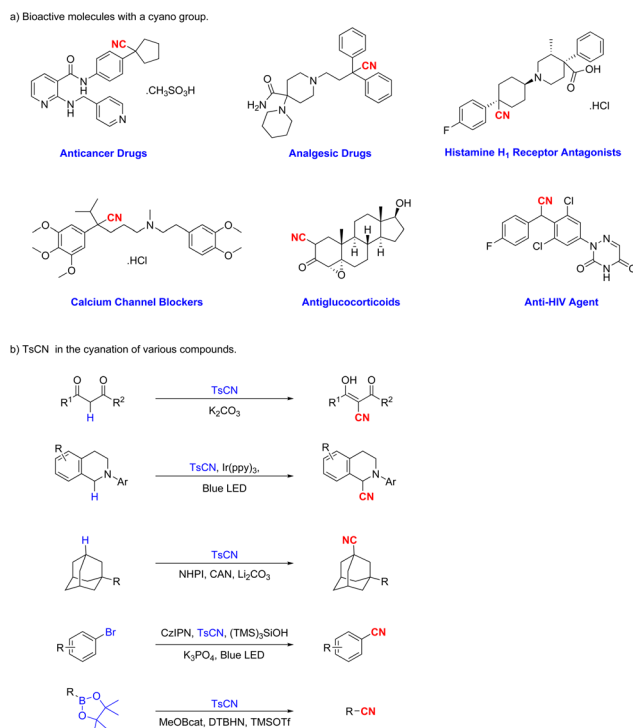 a) Bioactive molecules with a cyano group.
NC
O
N
H
N
NH
N
.CH3SO3H
Anticancer Drugs
N
CN
O
H2N
N
Analgesic Drugs
N
O
OH
F
CN
.HCl
Histamine H1 Receptor Antagonists
O
O
O
CN
N
O
O
.HCl
Calcium Channel Blockers
OH
NC
H
H
H
O
O
Antiglucocorticoids
CN
Cl
F
Cl
N
N
O
N
H
O
Anti-HIV Agent
b) TsCN in the cyanation of various compounds.
O O
R1 R2
H
TsCN
K2CO3
OH O
R1 R2
CN
R
N
Ar
H
TsCN, Ir(ppy)3,
Blue LED
R
N
Ar
CN
H
R
TsCN
NHPI, CAN, Li2CO3
NC
R
R
Br
CzIPN, TsCN, (TMS)3SiOH
K3PO4, Blue LED
R
CN
R
B
O
O
TsCN
MeOBcat, DTBHN, TMSOTf
R–CN